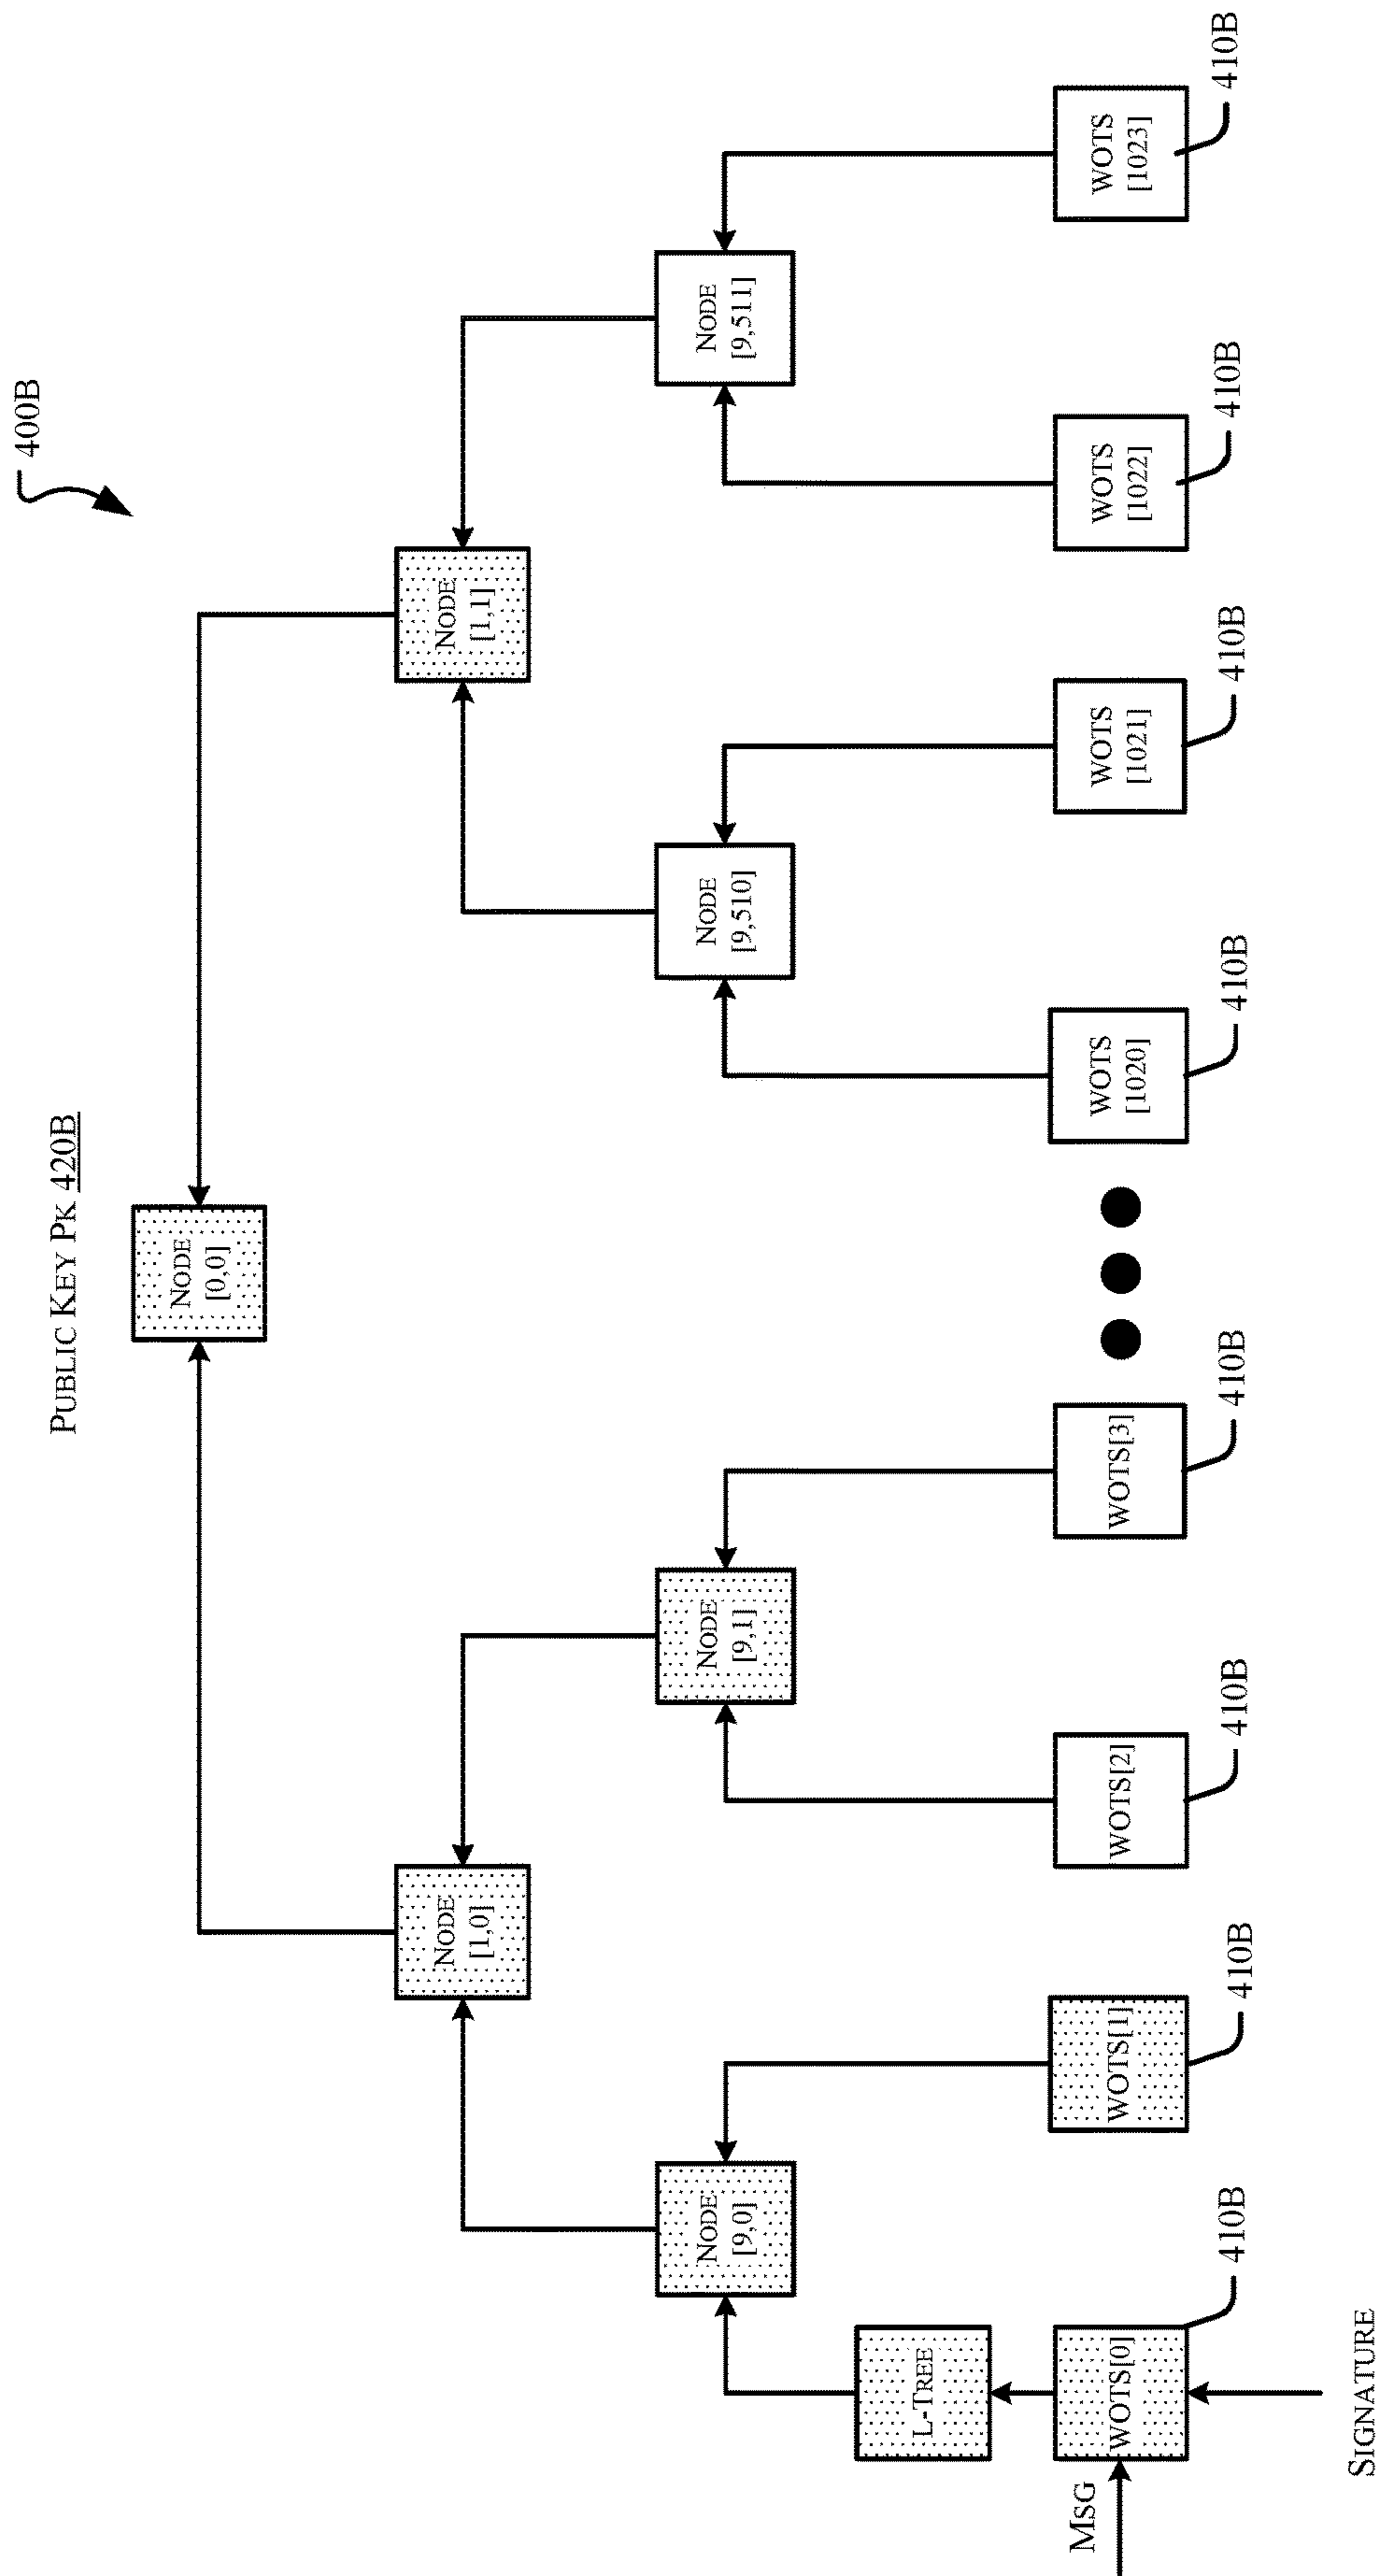 400B
PUBLIC KEY PK 420B
NODE
[0,0]
NODE
[1,0]
NODE
[1,1]
NODE
[9,0]
NODE
[9,1]
NODE
[9,510]
NODE
[9,511]
L-TREE
MSG
WOTS[0]
WOTS[1]
WOTS[2]
WOTS[3]
WOTS
[1020]
WOTS
[1021]
WOTS
[1022]
WOTS
[1023]
410B
410B
410B
410B
410B
410B
410B
410B
SIGNATURE